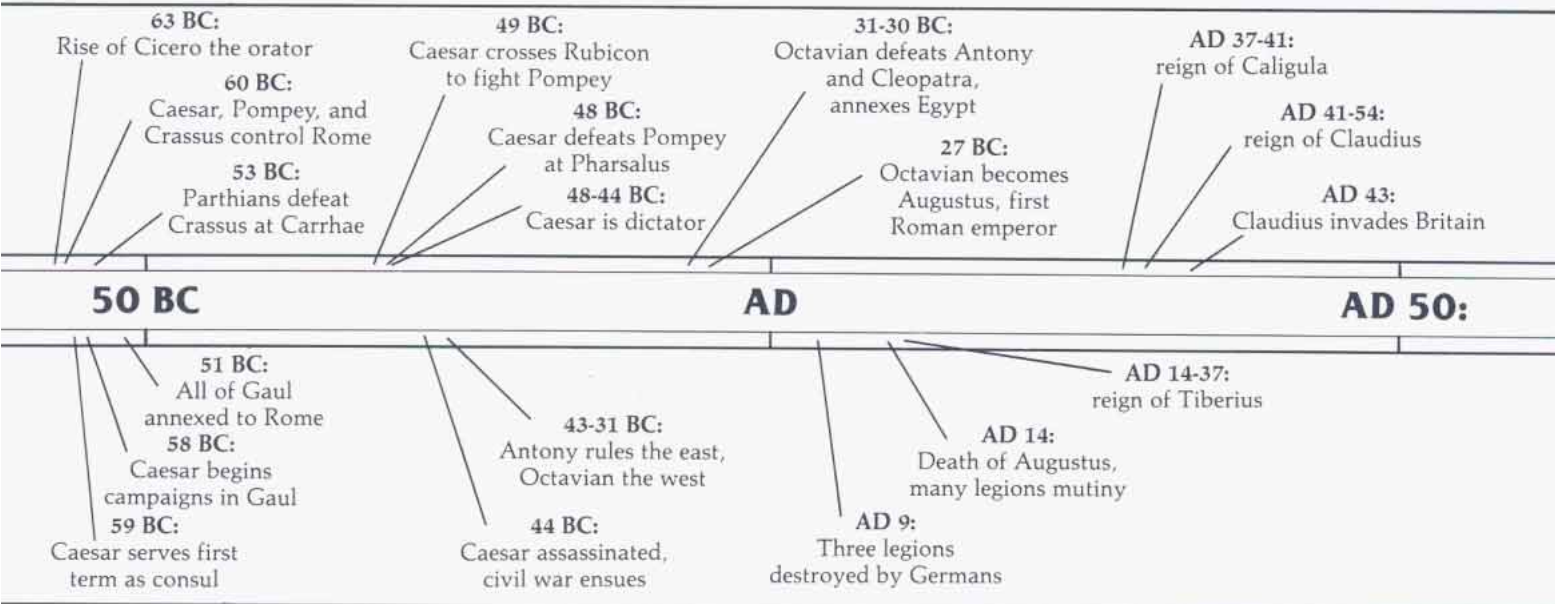 63 BC:
Rise of Cicero the orator
60 BC:
Caesar, Pompey, and
Crassus control Rome
53 BC:
Parthians defeat
Crassus at Carrhae
49 BC:
Caesar crosses Rubicon
to fight Pompey
48 BC:
Caesar defeats Pompey
at Pharsalus
48-44 BC:
Caesar is dictator
31-30 BC:
Octavian defeats Antony
and Cleopatra,
annexes Egypt
27 BC:
Octavian becomes
Augustus, first
Roman emperor
AD 37-41:
reign of Caligula
AD 41-54:
reign of Claudius
AD 43:
Claudius invades Britain
50 BC
AD
AD 50:
51 BC:
All of Gaul
annexed to Rome
58 BC:
Caesar begins
campaigns in Gaul
59 BC:
Caesar serves first
term as consul
43-31 BC:
Antony rules the east,
Octavian the west
44 BC:
Caesar assassinated,
civil war ensues
AD 14-37:
reign of Tiberius
AD 14:
Death of Augustus,
many legions mutiny
AD 9:
Three legions
destroyed by Germans